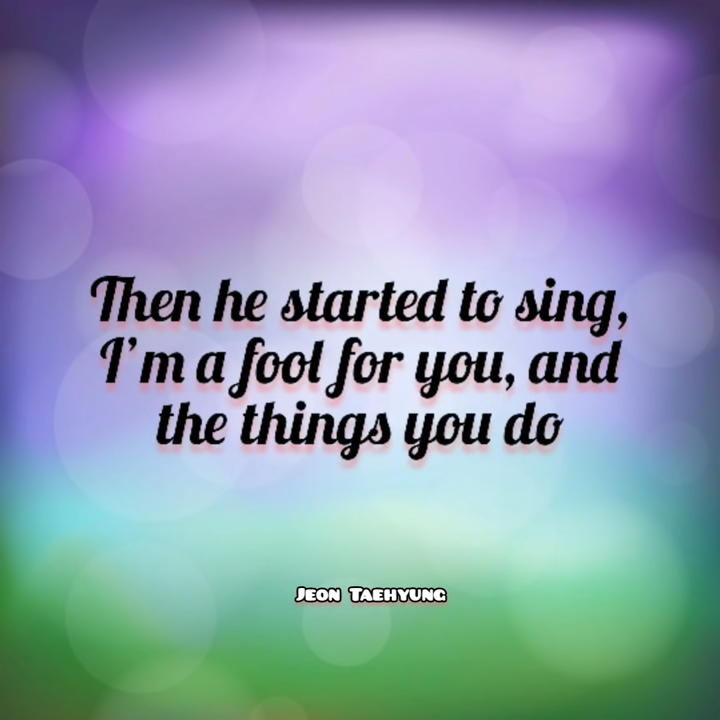 Then he started to sing,
I'm a fool for you, and
the things you do
Jeon Taehyung